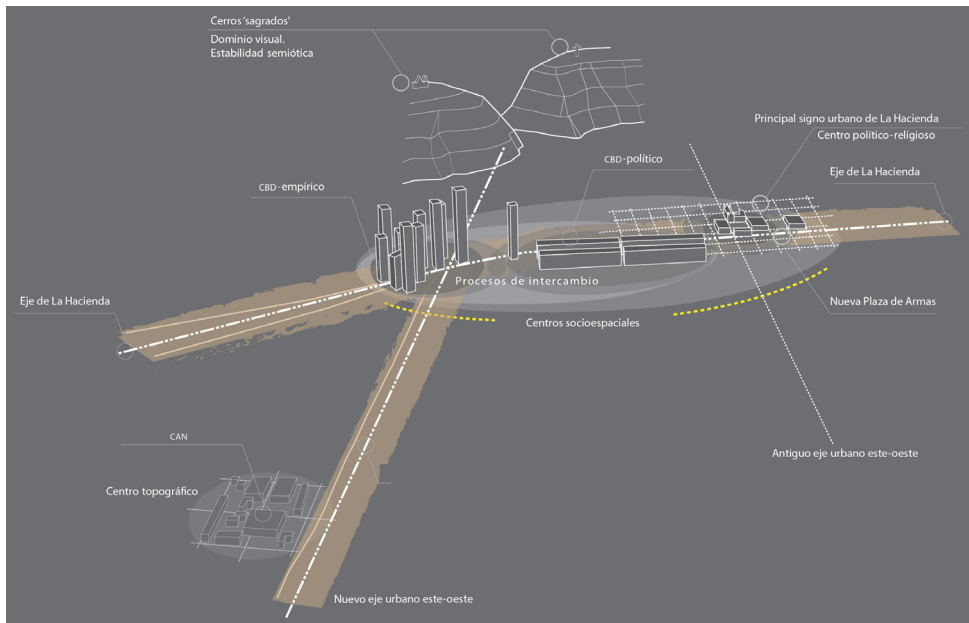 Cerros 'sagrados'
Dominio visual.
Estabilidad semiótica
Principal signo urbano de La Hacienda
Centro político-religioso
CBD-político
Eje de La Hacienda
CBD-empírico
Procesos de intercambio
Eje de La Hacienda
Nueva Plaza de Armas
Centros socioespaciales
CAN
Antiguo eje urbano este-oeste
Centro topográfico
Nuevo eje urbano este-oeste